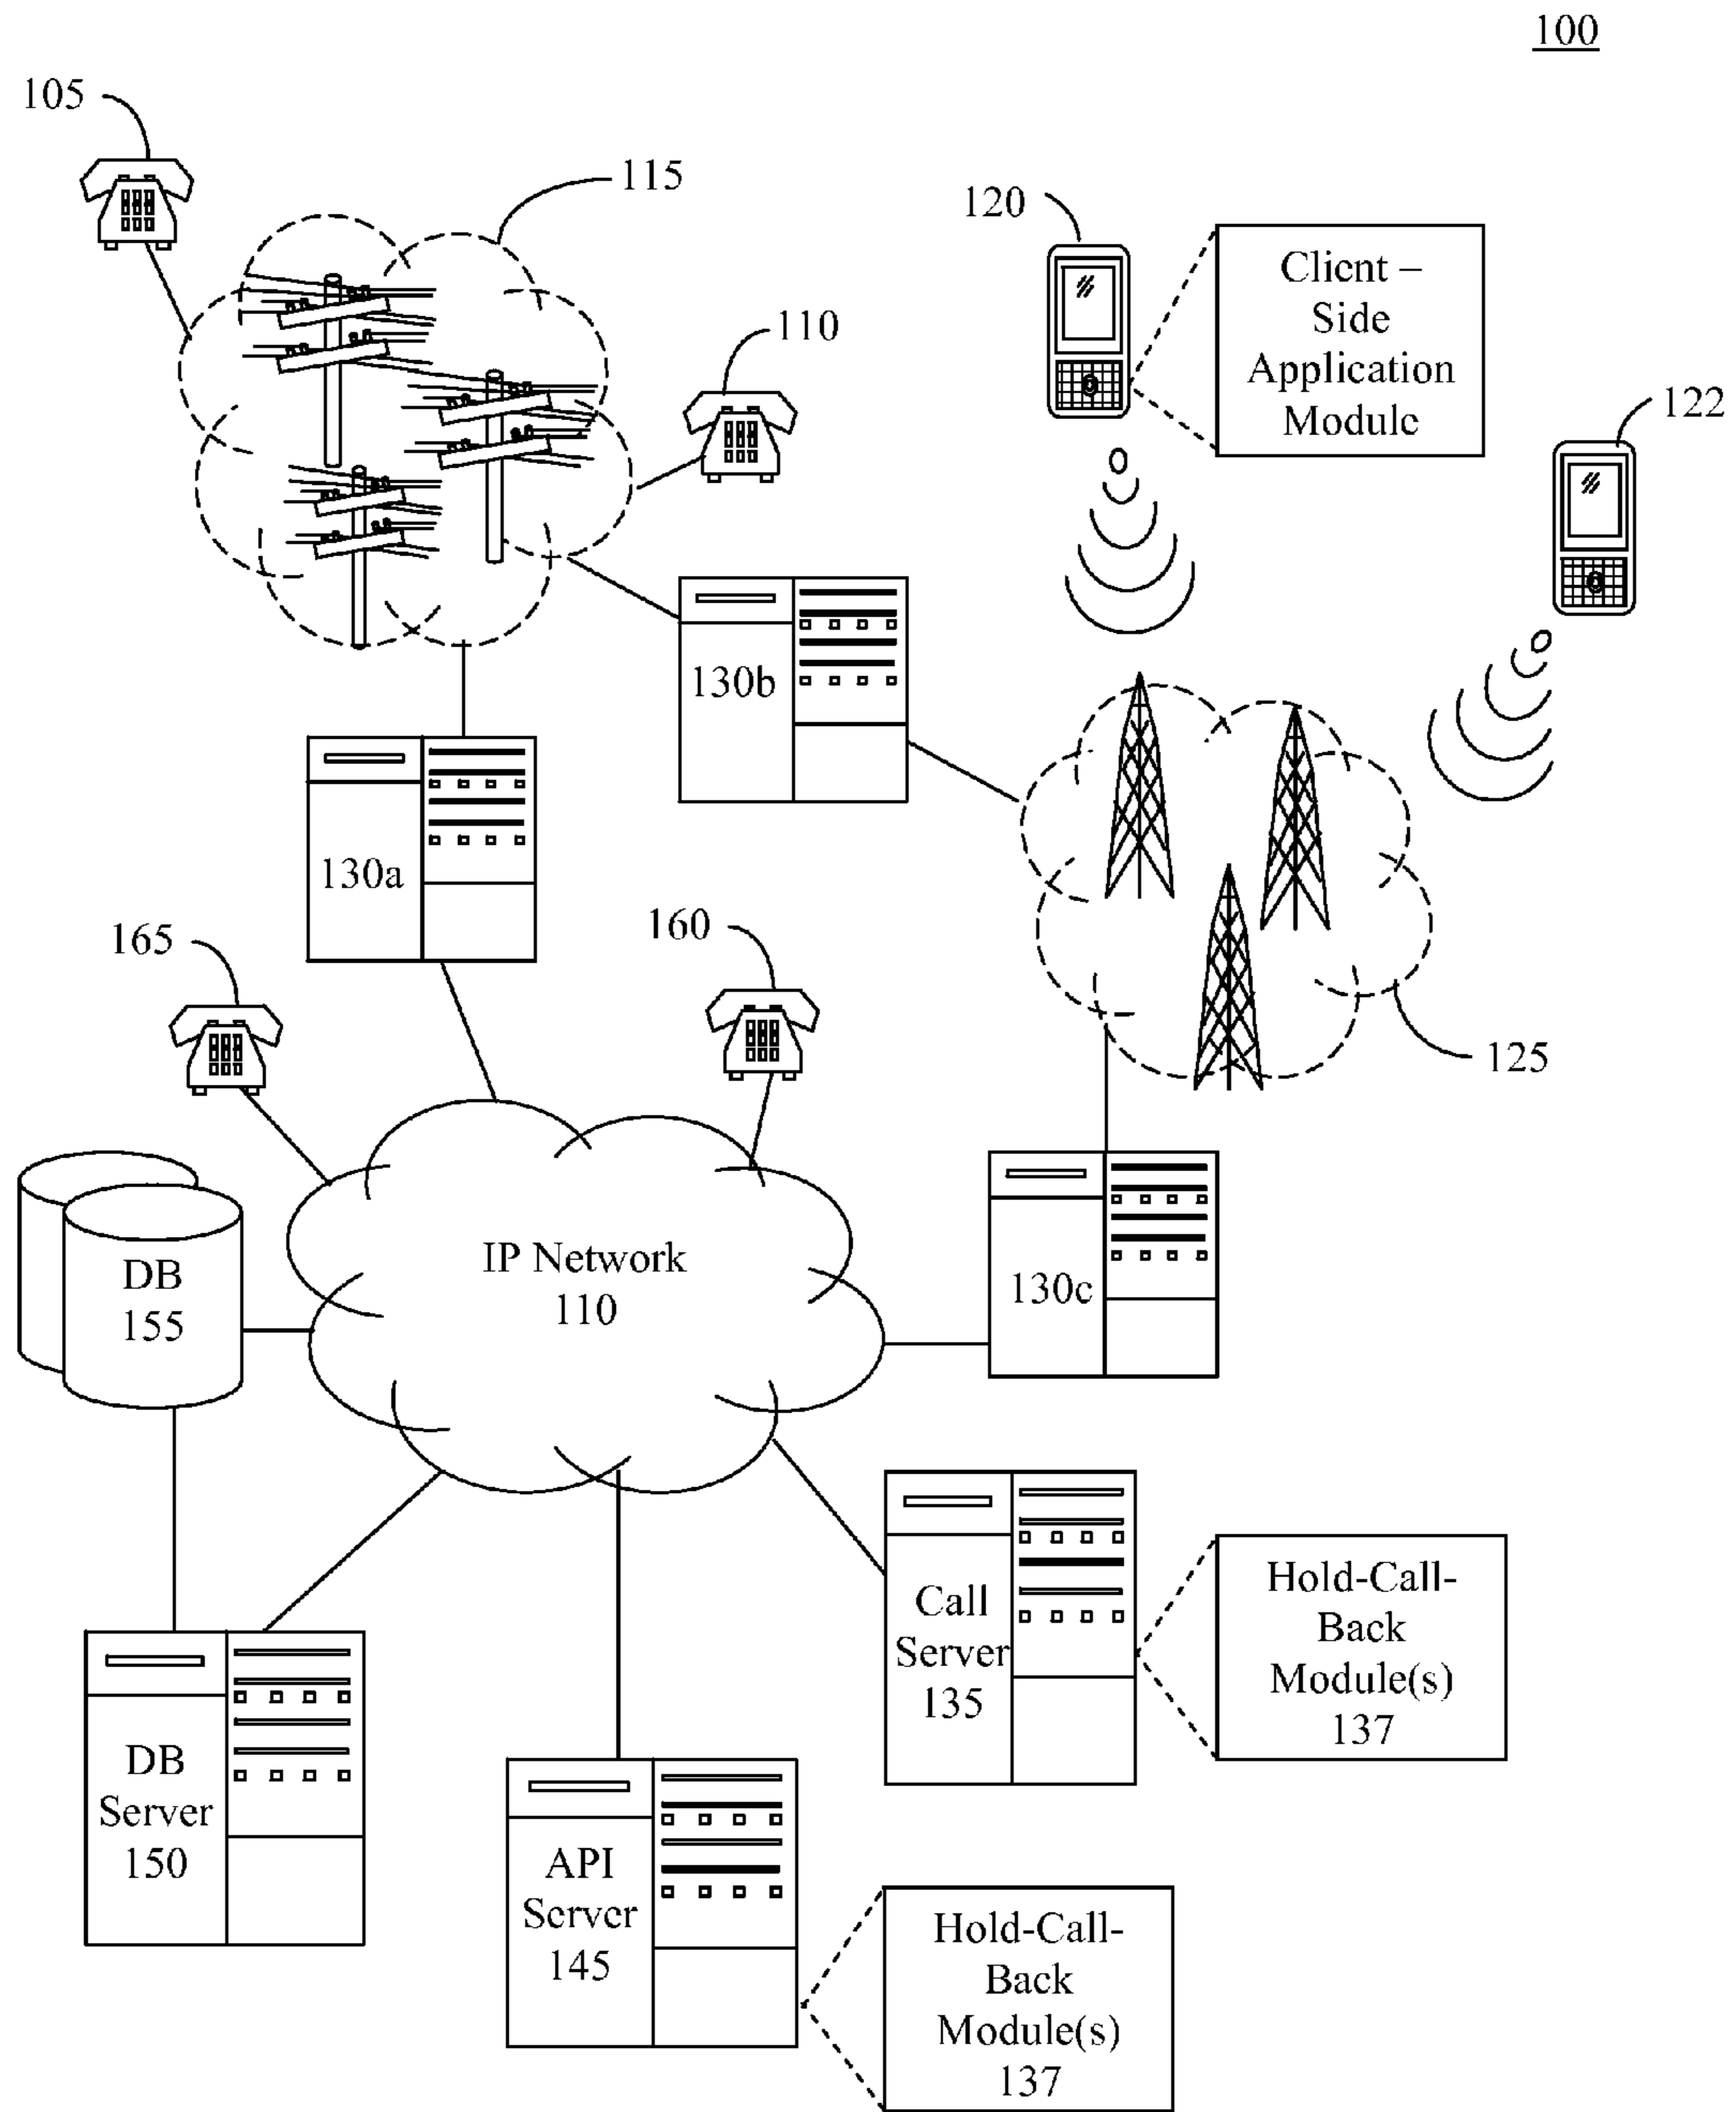 100
105
115
120
Client –
Side
Application
Module
110
122
130b
130a
165
160
125
IP Network
110
DB
155
130c
Call
Server
135
Hold-Call-
Back
Module(s)
137
DB
Server
150
API
Server
145
Hold-Call-
Back
Module(s)
137